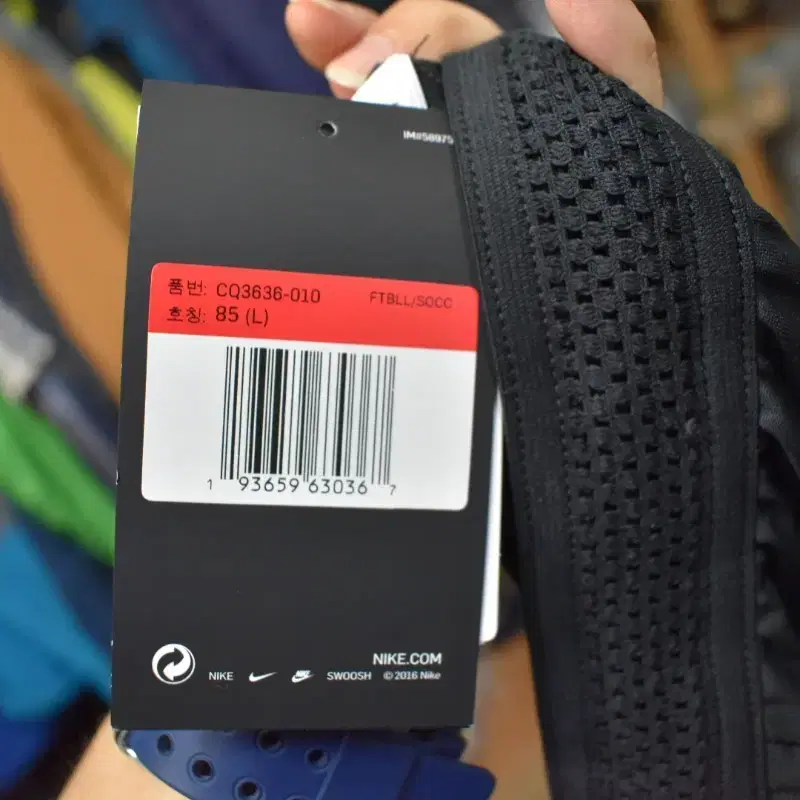 IM#58975
품번: CQ3636-010 FTBLL/SOCC
호칭: 85 (L)
1 93659 63036 7
NIKE.COM
NIKE SWOOSH © 2016 Nike